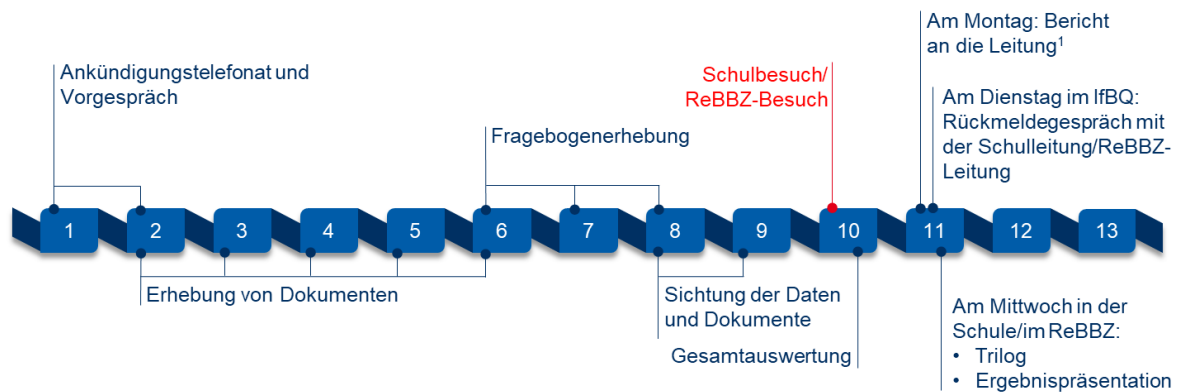 Ankündigungstelefonat und
Vorgespräch
Fragebogenerhebung
Schulbesuch/
ReBBZ-Besuch
Am Montag: Bericht
an die Leitung¹
Am Dienstag im IfBQ:
Rückmeldegespräch mit
der Schulleitung/ReBBZ-
Leitung
1 2 3 4 5 6 7 8 9 10 11 12 13
Erhebung von Dokumenten
Sichtung der Daten
und Dokumente
Gesamtauswertung
Am Mittwoch in der
Schule/im ReBBZ:
• Trilog
• Ergebnispräsentation